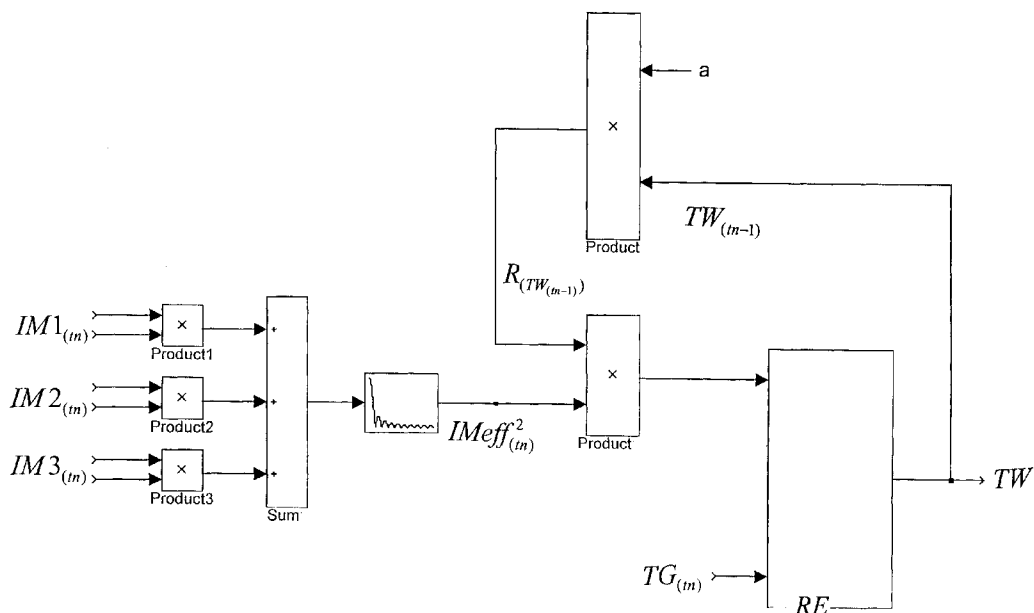 a
×
TW(tn−1)
Product
R(TW(tn−1))
IM1(tn)
×
Product1
+
IM2(tn)
×
Product2
+
IM3(tn)
×
Product3
+
Sum
IMeff²(tn)
×
Product
TW
TG(tn)
RE